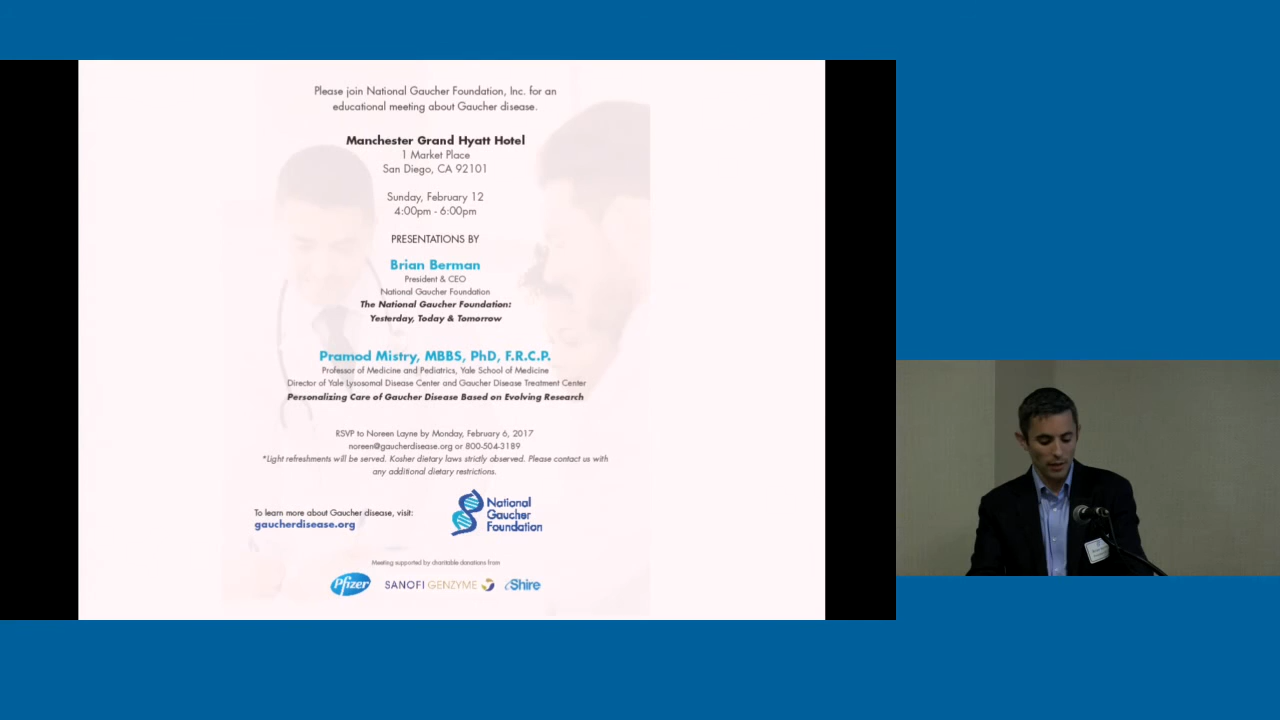 Please join National Gaucher Foundation, Inc. for an
educational meeting about Gaucher disease.
Manchester Grand Hyatt Hotel
1 Market Place
San Diego, CA 92101
Sunday, February 12
4:00pm - 6:00pm
PRESENTATIONS BY
Brian Berman
President & CEO
National Gaucher Foundation
The National Gaucher Foundation:
Yesterday, Today & Tomorrow
Pramod Mistry, MBBS, PhD, F.R.C.P.
Professor of Medicine and Pediatrics, Yale School of Medicine
Director of Yale Lysosomal Disease Center and Gaucher Disease Treatment Center
Personalizing Care of Gaucher Disease Based on Evolving Research
RSVP to Noreen Layne by Monday, February 6, 2017
noreen@gaucherdisease.org or 800-504-3189
*Light refreshments will be served. Kosher dietary laws strictly observed. Please contact us with
any additional dietary restrictions.
To learn more about Gaucher disease, visit:
gaucherdisease.org
National
Gaucher
Foundation
Meeting supported by charitable donations from
Pfizer
SANOFI GENZYME
Shire